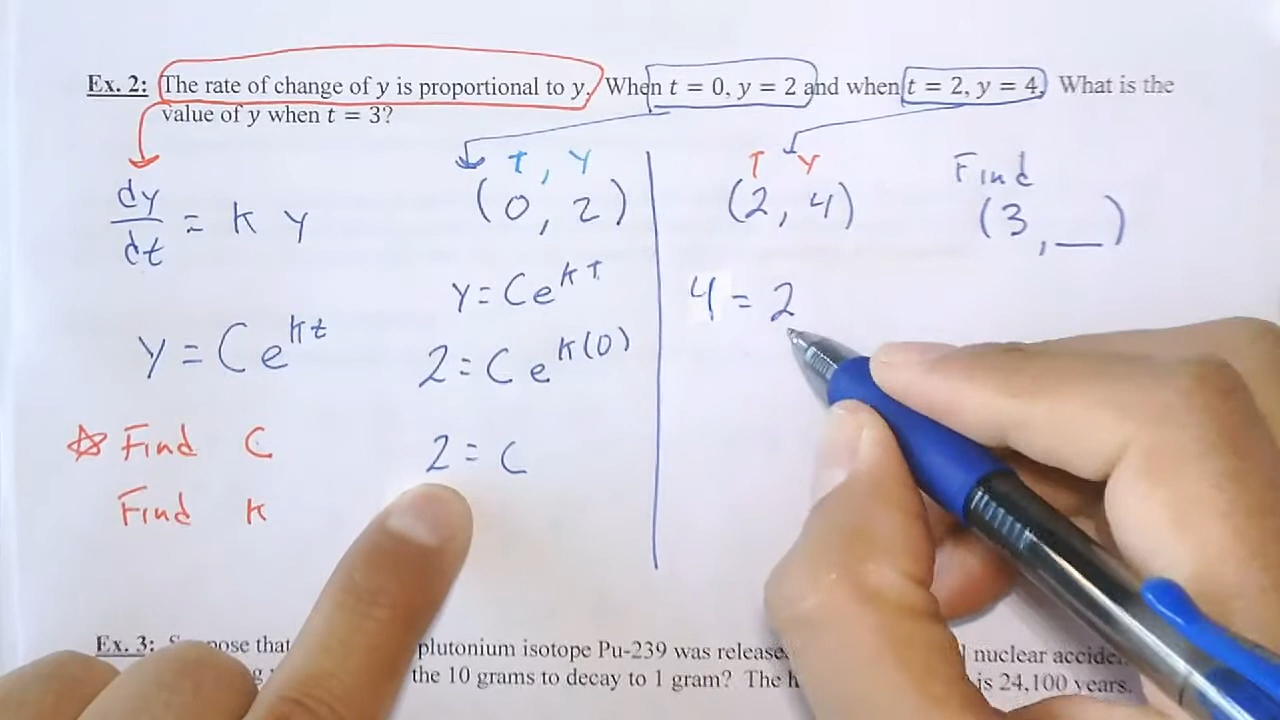 Ex. 2: The rate of change of y is proportional to y. When t = 0, y = 2 and when t = 2, y = 4. What is the
value of y when t = 3?
dy/dt = k y
y = Ce^kt
☆ Find C
Find k
T, Y
(0, 2)
y = Ce^kT
2 = Ce^k(0)
2 = C
T Y
(2, 4)
4 = 2
Find
(3, _)
Ex. 3: that plutonium isotope Pu-239 was release nuclear
the 10 grams to decay to 1 gram? The is 24,100 years.